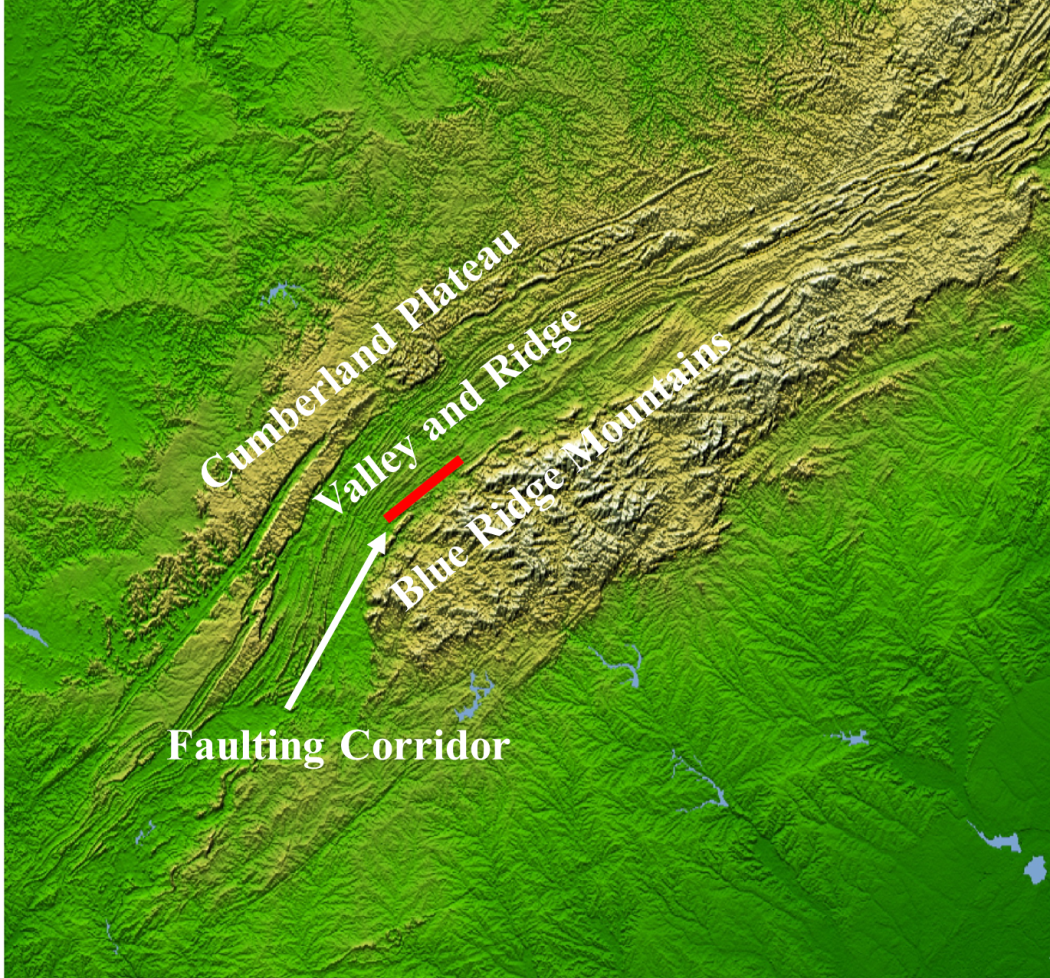 Cumberland Plateau
Valley and Ridge
Blue Ridge Mountains
Faulting Corridor